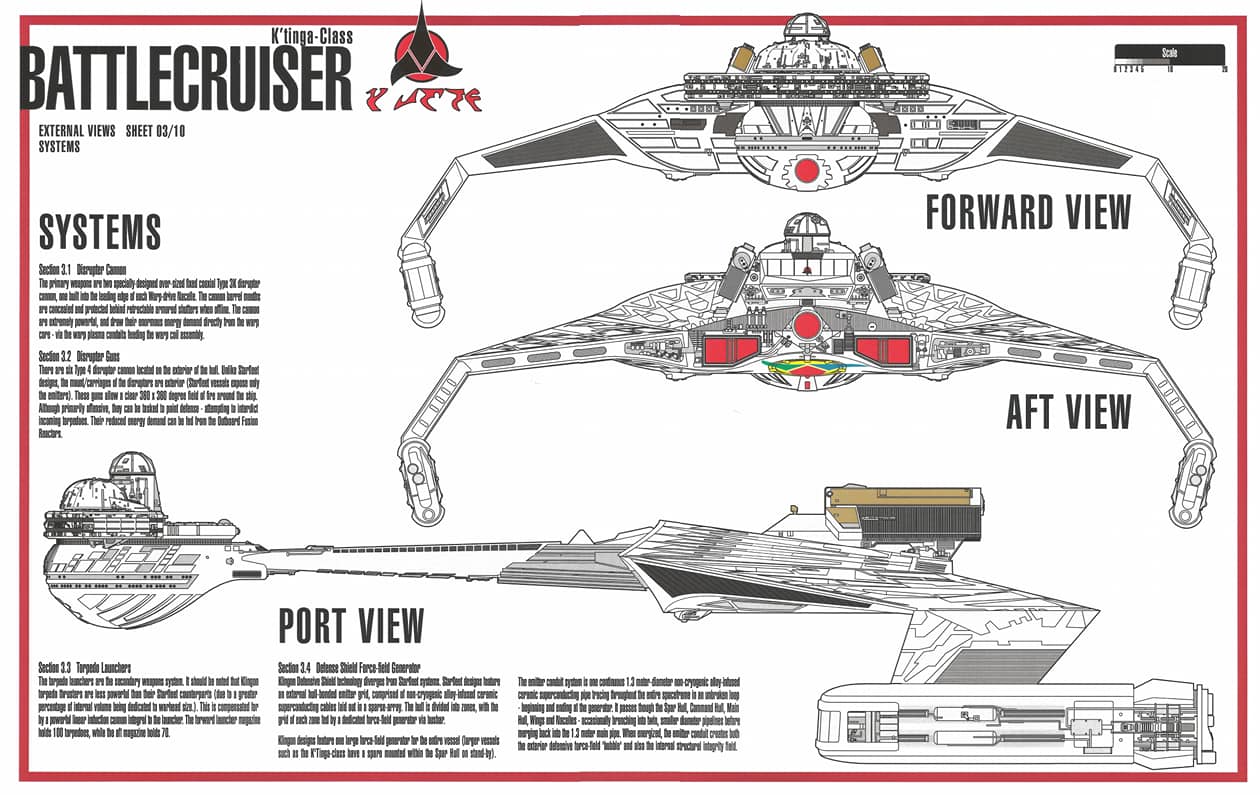 K'tinga-Class
BATTLECRUISER
EXTERNAL VIEWS SHEET 03/10
SYSTEMS
Scale
0 1 2 3 4 5 10 20
FORWARD VIEW
SYSTEMS
Section 3.1 Disruptor Cannon
The primary weapons are two specially-designed over-sized fixed coaxial Type 3K disruptor
cannon, one built into the leading edge of each Warp-drive Nacelle. The cannon barrel mouths
are concealed and protected behind retractable armored shutters when offline. The cannon
are extremely powerful, and draw their enormous energy demand directly from the warp
core - via the warp plasma conduits feeding the warp coil assembly.
Section 3.2 Disruptor Guns
There are six Type 4 disruptor cannon located on the exterior of the hull. Unlike Starfleet
designs, the mount/carriages of the disruptors are exterior (Starfleet vessels expose only
the emitters). These guns allow a clear 360 x 360 degree field of fire around the ship.
Although primarily offensive, they can be tasked to point defense - attempting to interdict
incoming torpedoes. Their reduced energy demand can be fed from the Outboard Fusion
Reactors.
AFT VIEW
PORT VIEW
Section 3.3 Torpedo Launchers
The torpedo launchers are the secondary weapons system. It should be noted that Klingon
torpedo thrusters are less powerful than their Starfleet counterparts (due to a greater
percentage of internal volume being dedicated to warhead size.). This is compensated for
by a powerful linear induction cannon integral to the launcher. The forward launcher magazine
holds 100 torpedoes, while the aft magazine holds 70.
Section 3.4 Defense Shield Force-field Generator
Klingon Defensive Shield technology diverges from Starfleet systems. Starfleet designs feature
an external hull-bonded emitter grid, comprised of non-cryogenic alloy-infused ceramic
superconducting cables laid out in a sparse-array. The hull is divided into zones, with the
grid of each zone fed by a dedicated force-field generator via busbar.
Klingon designs feature one large force-field generator for the entire vessel (larger vessels
such as the K'Tinga-class have a spare mounted within the Spar Hull on stand-by).
The emitter conduit system is one continuous 1.3 meter-diameter non-cryogenic alloy-infused
ceramic superconducting pipe tracing throughout the entire spaceframe in an unbroken loop
- beginning and ending at the generator. It passes though the Spar Hull, Command Hull, Main
Hull, Wings and Nacelles - occasionally branching into twin, smaller diameter pipelines before
merging back into the 1.3 meter main pipe. When energized, the emitter conduit creates both
the exterior defensive force-field 'bubble' and also the internal structural integrity field.